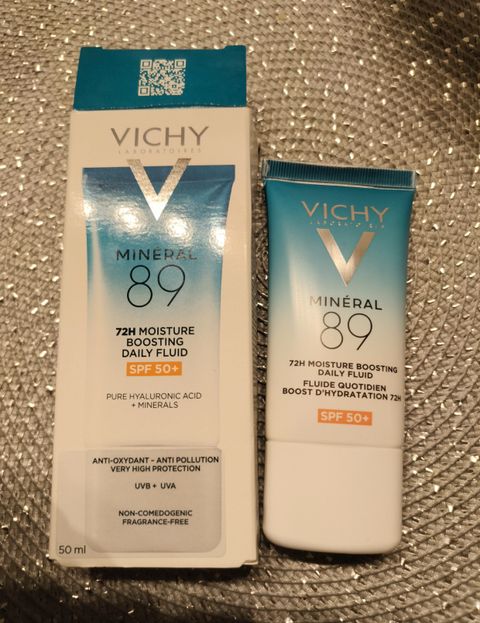 VICHY
LABORATOIRES
MINÉRAL
89
72H MOISTURE
BOOSTING
DAILY FLUID
SPF 50+
PURE HYALURONIC ACID
+ MINERALS
ANTI-OXYDANT – ANTI POLLUTION
VERY HIGH PROTECTION
UVB + UVA
NON-COMEDOGENIC
FRAGRANCE-FREE
50 ml
VICHY
LABORATOIRES
MINÉRAL
89
72H MOISTURE BOOSTING
DAILY FLUID
FLUIDE QUOTIDIEN
BOOST D'HYDRATATION 72H
SPF 50+